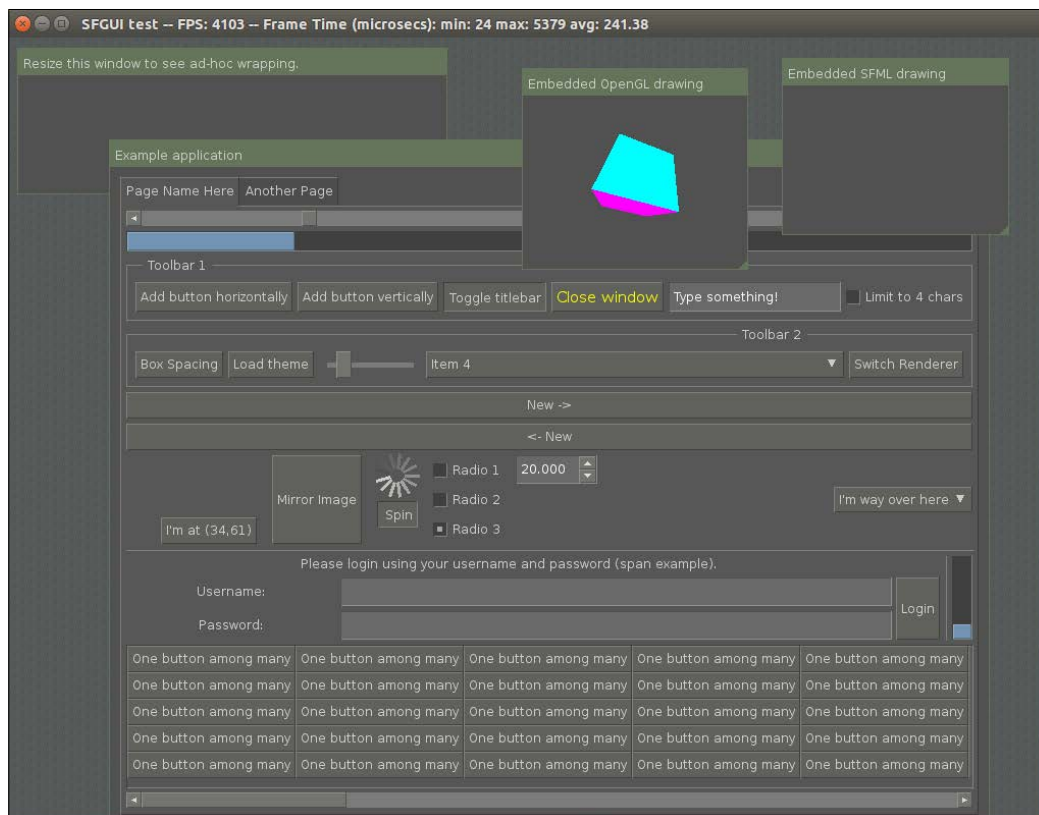 SFGUI test -- FPS: 4103 -- Frame Time (microsecs): min: 24 max: 5379 avg: 241.38
Resize this window to see ad-hoc wrapping.
Embedded OpenGL drawing
Embedded SFML drawing
Example application
Page Name Here Another Page
Toolbar 1
Add button horizontally Add button vertically Toggle titlebar Close window Type something! Limit to 4 chars
Toolbar 2
Box Spacing Load theme Item 4 Switch Renderer
New ->
<- New
Mirror Image Spin Radio 1 20.000
Radio 2
Radio 3
I'm way over here
I'm at (34,61)
Please login using your username and password (span example).
Username:
Password:
Login
One button among many One button among many One button among many One button among many One button among many
One button among many One button among many One button among many One button among many One button among many
One button among many One button among many One button among many One button among many One button among many
One button among many One button among many One button among many One button among many One button among many
One button among many One button among many One button among many One button among many One button among many